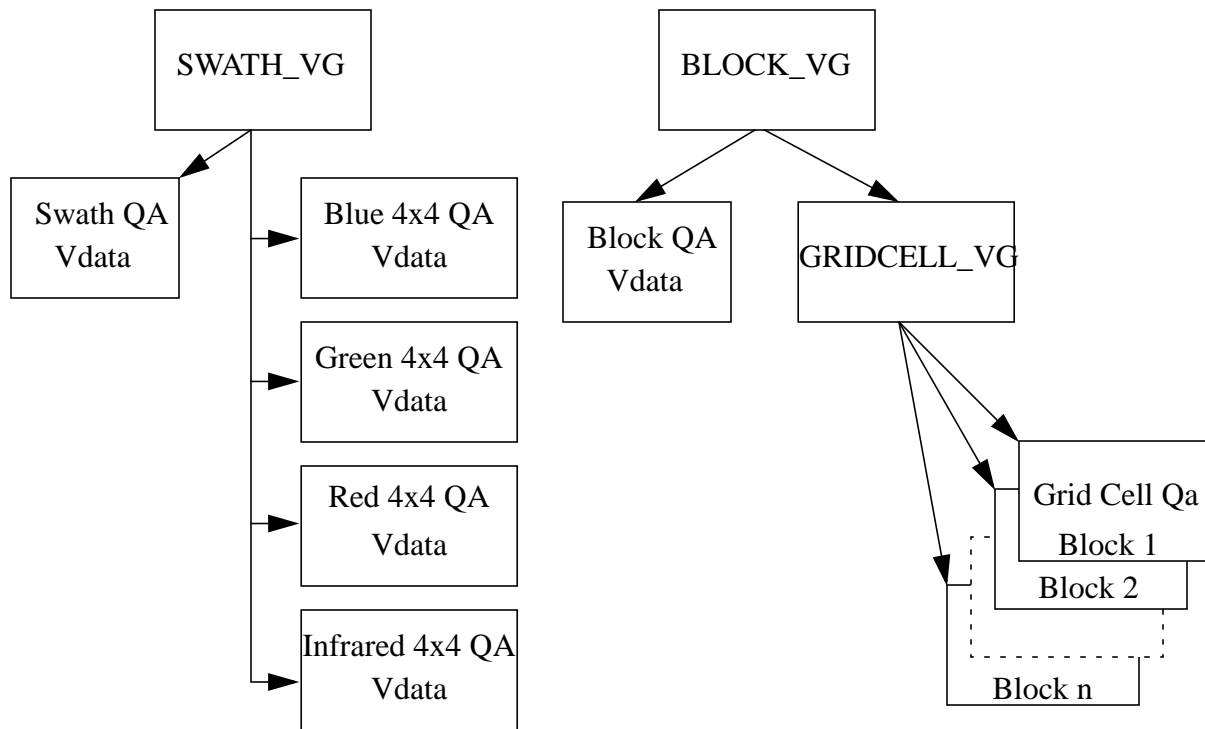 SWATH_VG
BLOCK_VG
Swath QA
Vdata
Blue 4x4 QA
Vdata
Green 4x4 QA
Vdata
Red 4x4 QA
Vdata
Infrared 4x4 QA
Vdata
Block QA
Vdata
GRIDCELL_VG
Grid Cell Qa
Block 1
Block 2
Block n